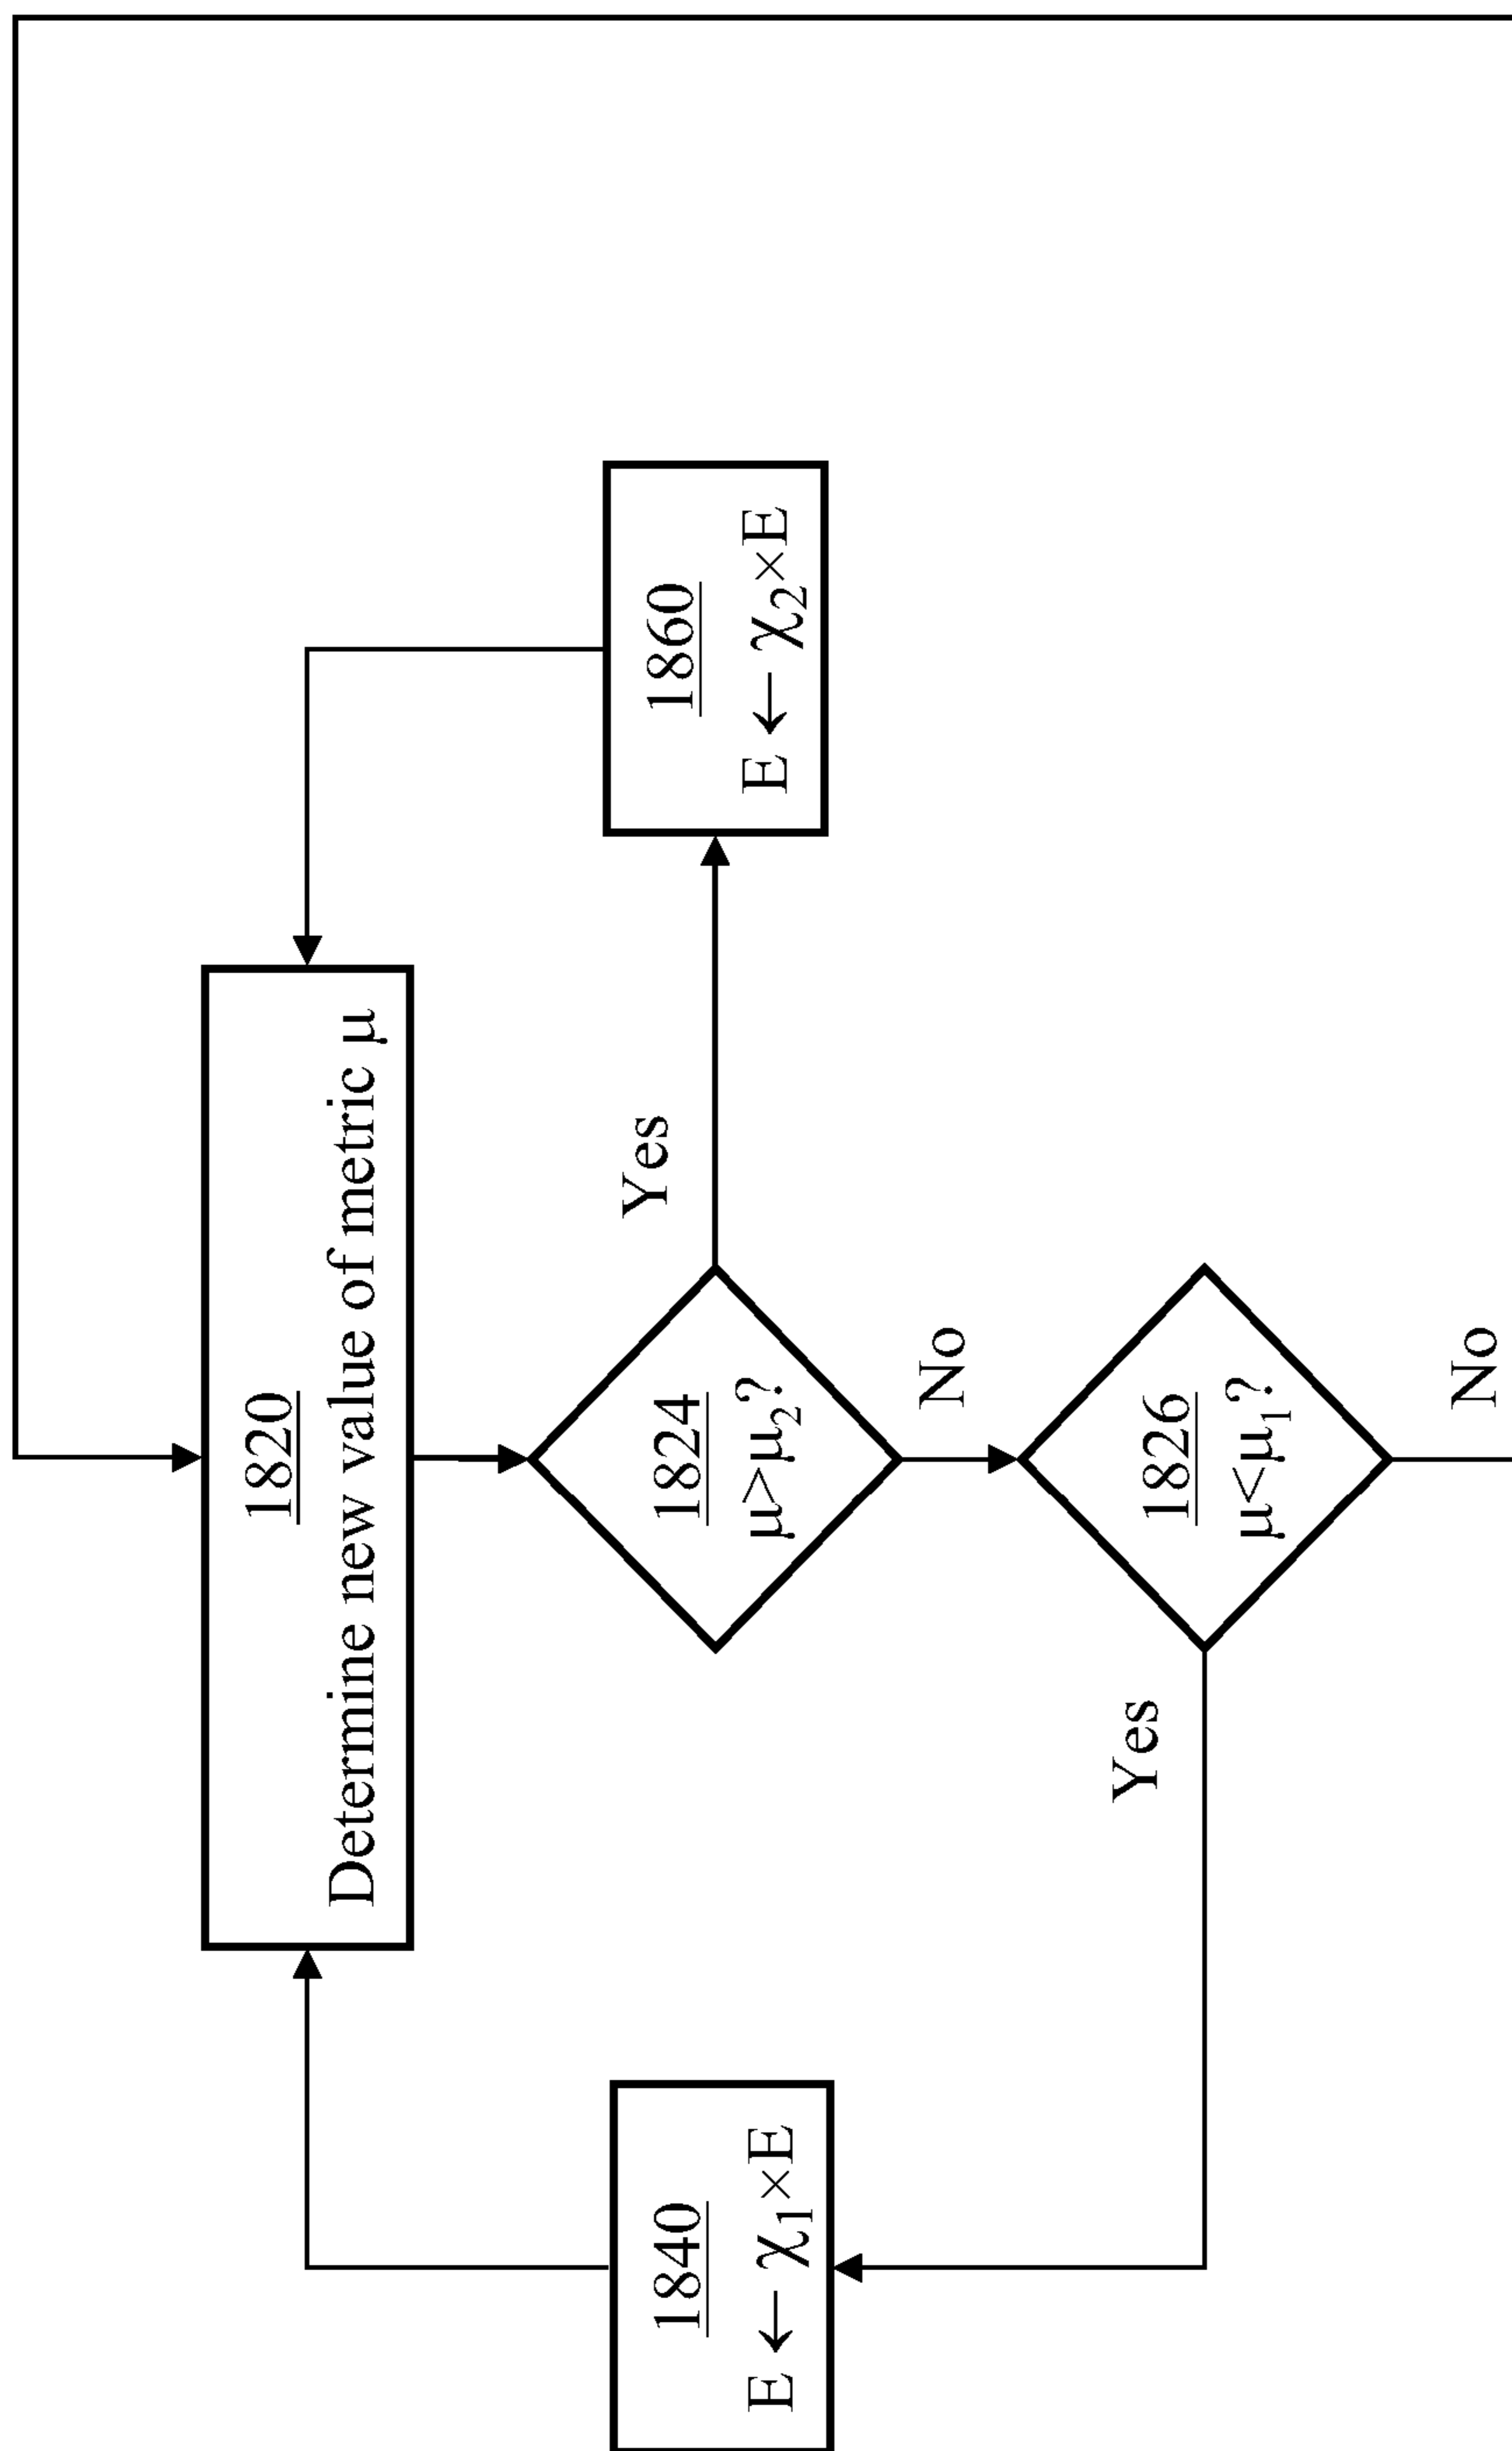 1820
Determine new value of metric μ
1824
μ>μ₂?
Yes
1860
E ← χ₂×E
No
1826
μ<μ₁?
Yes
1840
E ← χ₁×E
No